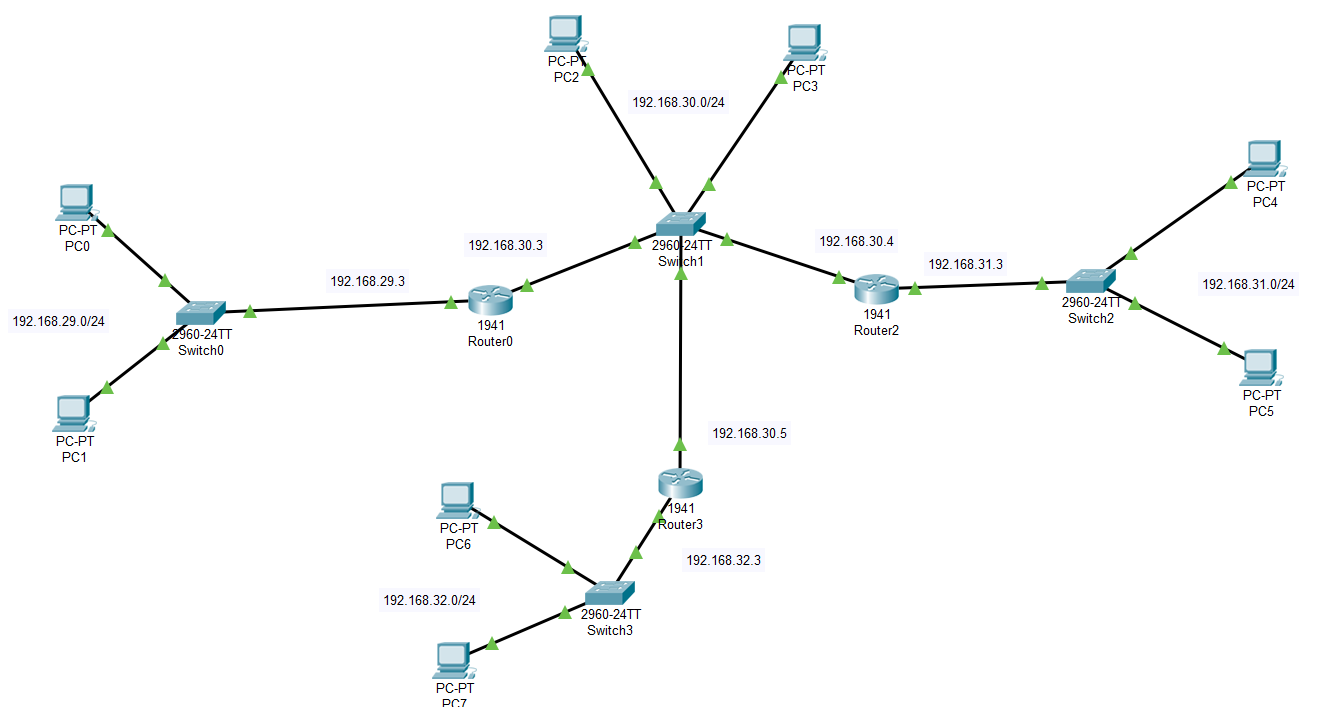 PC-PT
PC2
PC-PT
PC3
192.168.30.0/24
PC-PT
PC4
PC-PT
PC0
192.168.30.3
2960-24TT
Switch1
192.168.30.4
192.168.31.3
192.168.29.3
192.168.31.0/24
2960-24TT
Switch2
1941
Router2
192.168.29.0/24
1941
Router0
2960-24TT
Switch0
PC-PT
PC5
PC-PT
PC1
192.168.30.5
1941
Router3
PC-PT
PC6
192.168.32.3
192.168.32.0/24
2960-24TT
Switch3
PC-PT
PC7